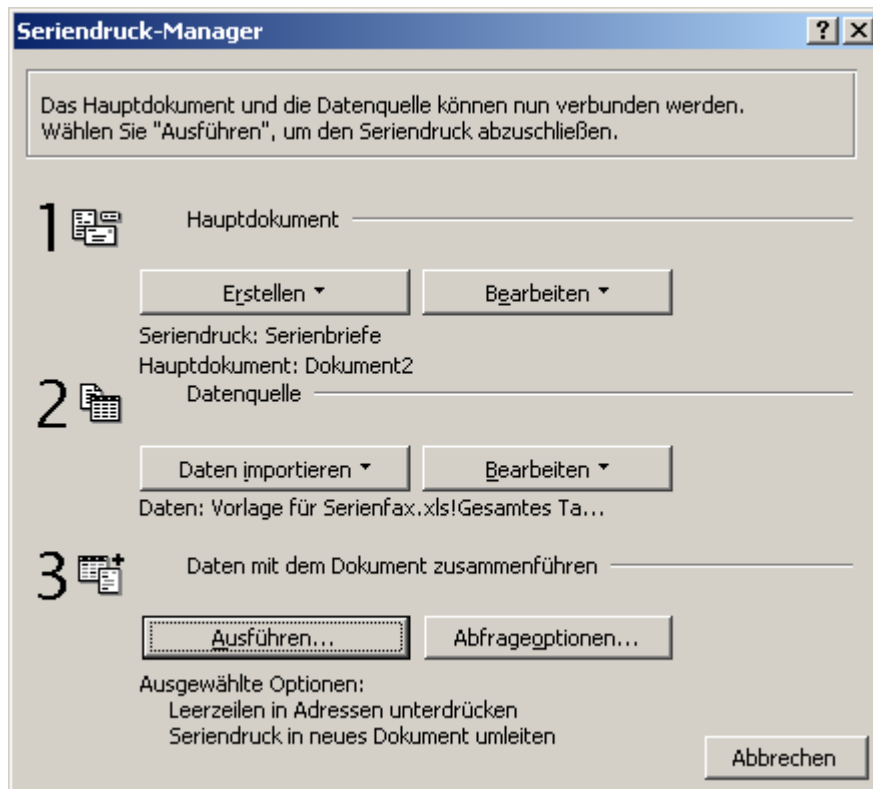 Seriendruck-Manager
Das Hauptdokument und die Datenquelle können nun verbunden werden.
Wählen Sie "Ausführen", um den Seriendruck abzuschließen.
1 Hauptdokument
Erstellen Bearbeiten
Seriendruck: Serienbriefe
Hauptdokument: Dokument2
2 Datenquelle
Daten importieren Bearbeiten
Daten: Vorlage für Serienfax.xls!Gesamtes Ta...
3 Daten mit dem Dokument zusammenführen
Ausführen... Abfrageoptionen...
Ausgewählte Optionen:
Leerzeilen in Adressen unterdrücken
Seriendruck in neues Dokument umleiten
Abbrechen